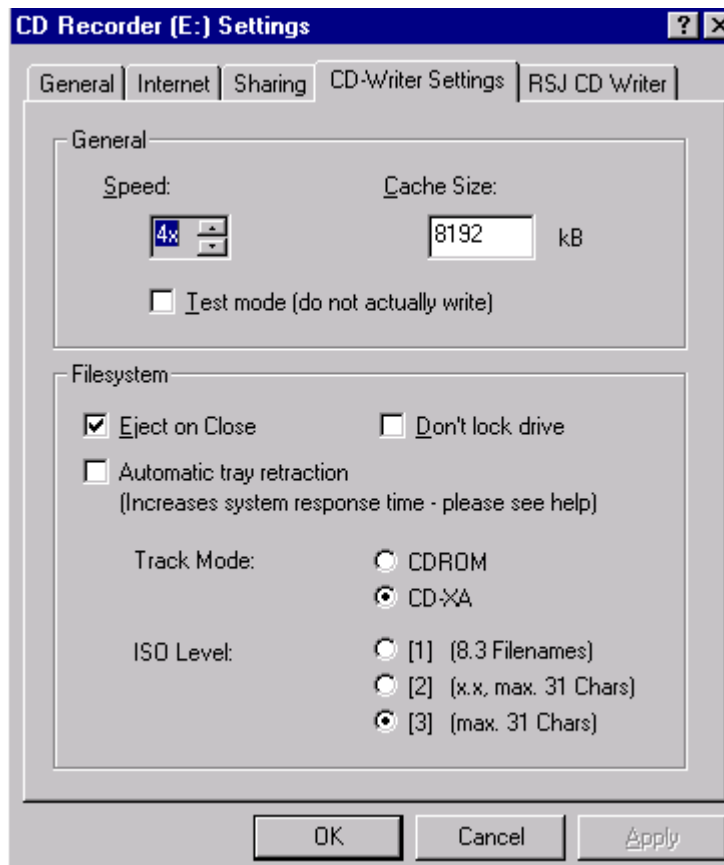 CD Recorder (E:) Settings
General Internet Sharing CD-Writer Settings RSJ CD Writer
General
Speed: Cache Size:
4x 8192 kB
Test mode (do not actually write)
Filesystem
Eject on Close Don't lock drive
Automatic tray retraction
(Increases system response time - please see help)
Track Mode: CDROM
CD-XA
ISO Level: [1] (8.3 Filenames)
[2] (x.x, max. 31 Chars)
[3] (max. 31 Chars)
OK Cancel Apply